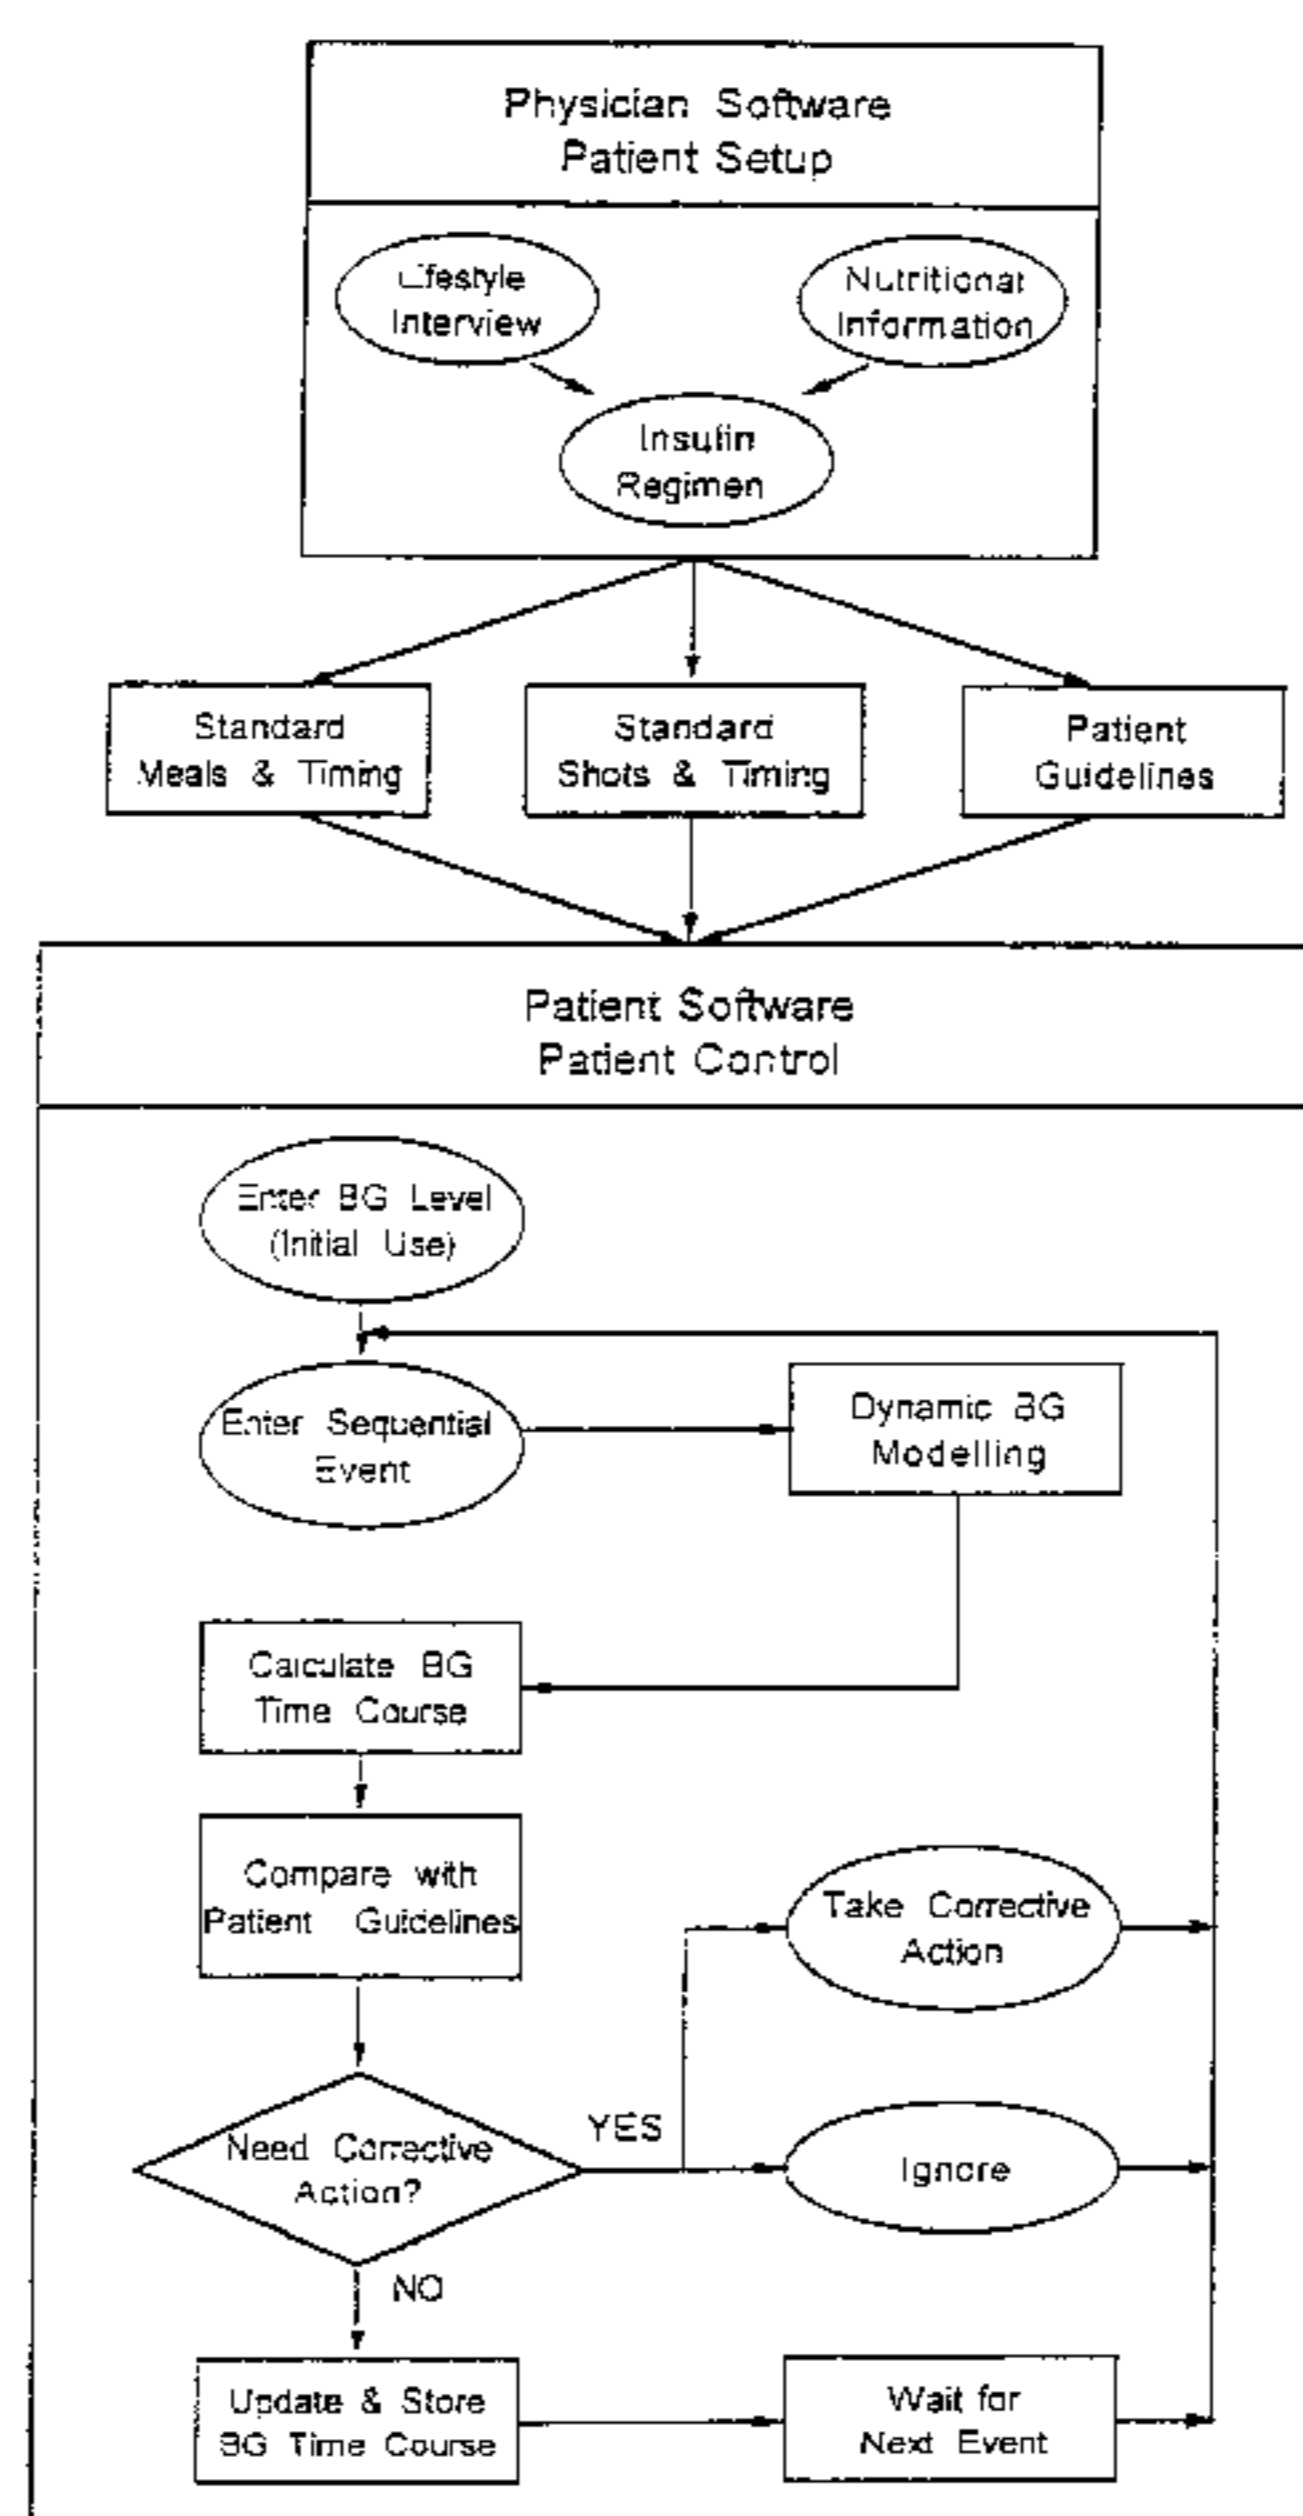 Physician Software
Patient Setup
Lifestyle
Interview
Nutritional
Information
Insulin
Regimen
Standard
Meals & Timing
Standard
Shots & Timing
Patient
Guidelines
Patient Software
Patient Control
Enter BG Level
(Initial Use)
Enter Sequential
Event
Dynamic BG
Modelling
Calculate BG
Time Course
Compare with
Patient Guidelines
Take Corrective
Action
Need Corrective
Action?
YES
Ignore
NO
Update & Store
BG Time Course
Wait for
Next Event